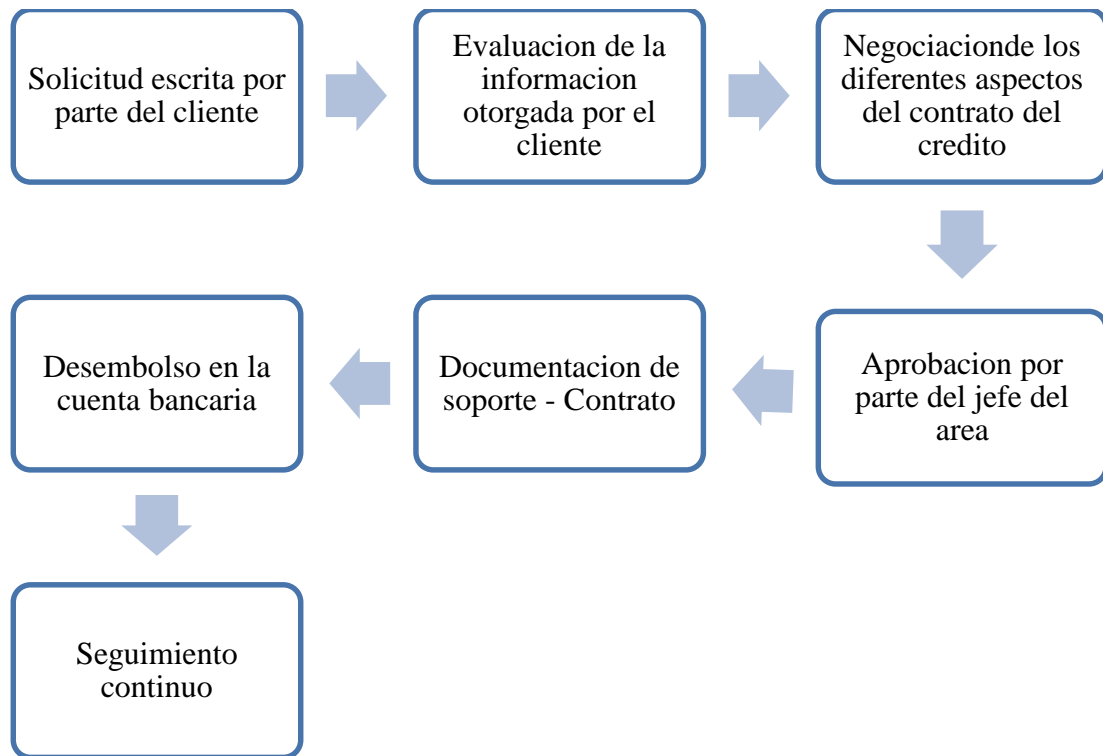 Solicitud escrita por
parte del cliente
Evaluacion de la
informacion
otorgada por el
cliente
Negociacionde los
diferentes aspectos
del contrato del
credito
Aprobacion por
parte del jefe del
area
Documentacion de
soporte - Contrato
Desembolso en la
cuenta bancaria
Seguimiento
continuo